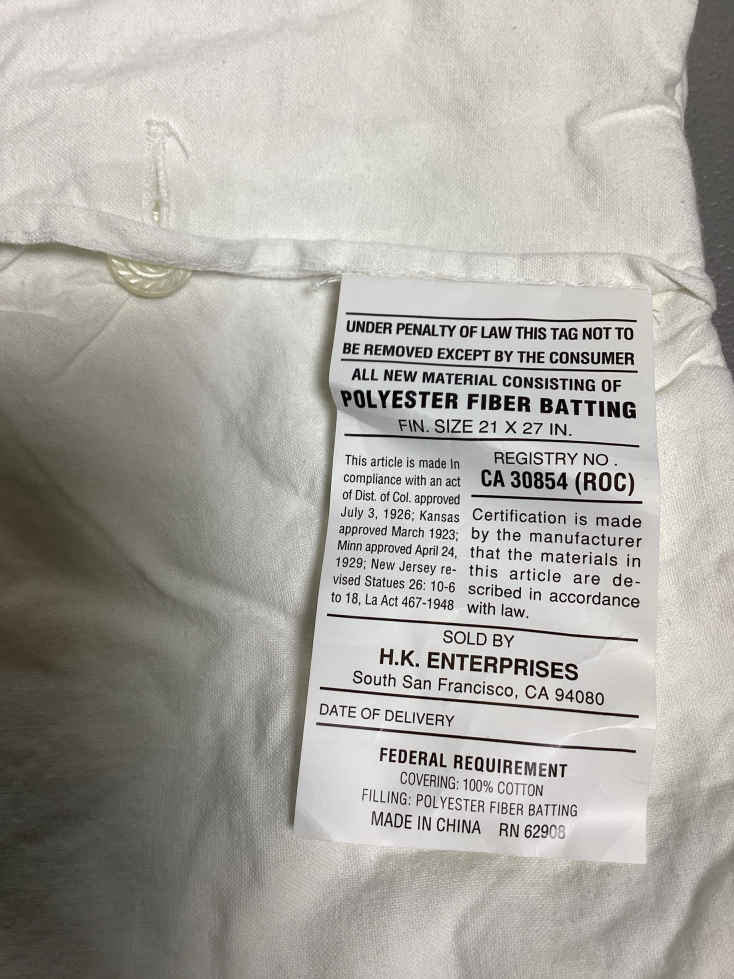 UNDER PENALTY OF LAW THIS TAG NOT TO
BE REMOVED EXCEPT BY THE CONSUMER
ALL NEW MATERIAL CONSISTING OF
POLYESTER FIBER BATTING
FIN. SIZE 21 X 27 IN.
This article is made In
compliance with an act
of Dist. of Col. approved
July 3, 1926; Kansas
approved March 1923;
Minn approved April 24,
1929; New Jersey re-
vised Statues 26: 10-6
to 18, La Act 467-1948
REGISTRY NO .
CA 30854 (ROC)
Certification is made
by the manufacturer
that the materials in
this article are de-
scribed in accordance
with law.
SOLD BY
H.K. ENTERPRISES
South San Francisco, CA 94080
DATE OF DELIVERY
FEDERAL REQUIREMENT
COVERING: 100% COTTON
FILLING: POLYESTER FIBER BATTING
MADE IN CHINA RN 62908